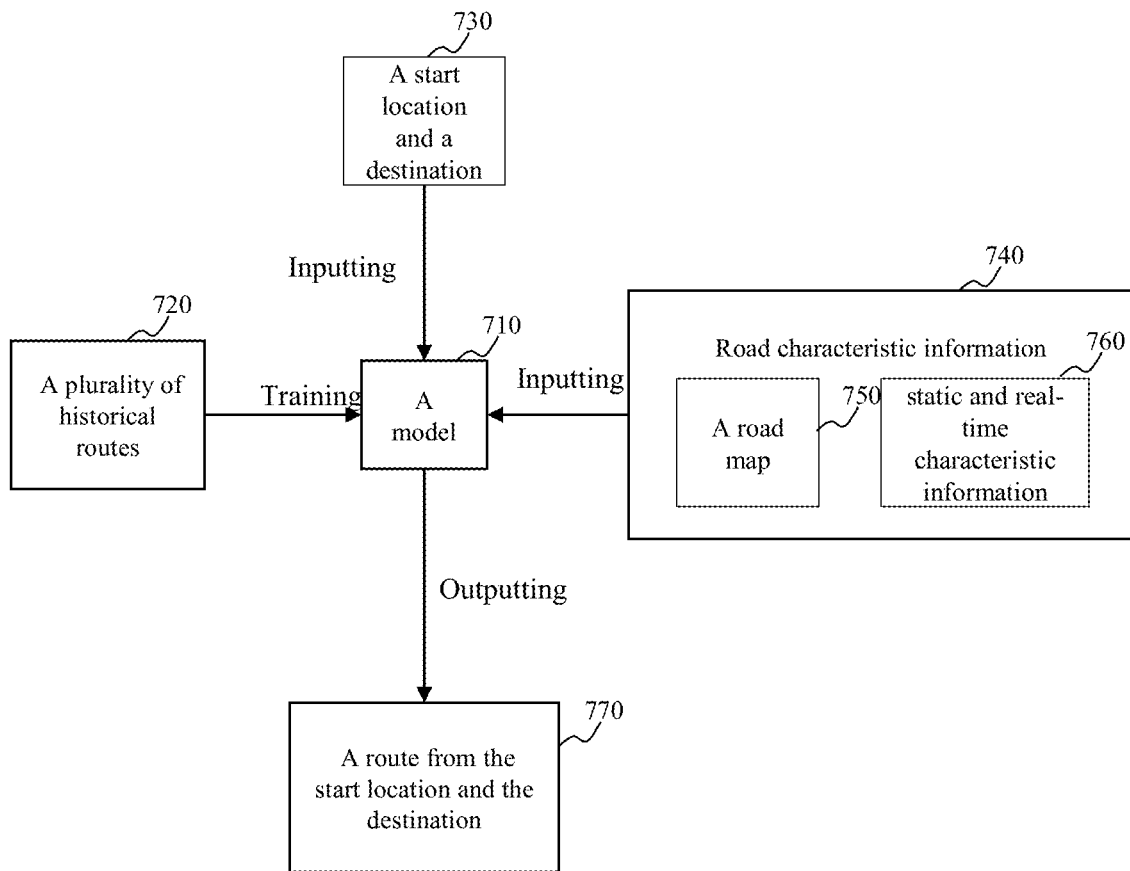 730
A start
location
and a
destination
Inputting
740
720
A plurality of
historical
routes
Training
710
A
model
Inputting
Road characteristic information
760
750
A road
map
static and real-
time
characteristic
information
Outputting
770
A route from the
start location and the
destination